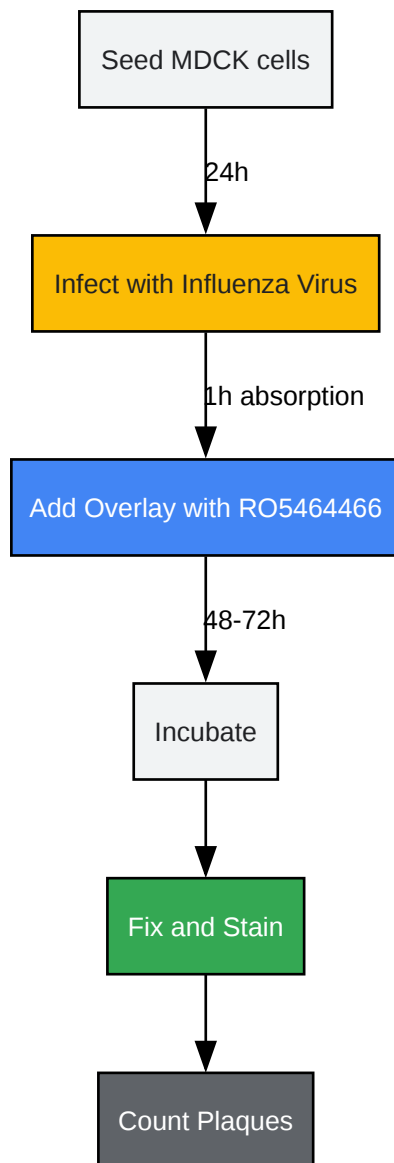 Seed MDCK cells
24h
Infect with Influenza Virus
1h absorption
Add Overlay with RO5464466
48-72h
Incubate
Fix and Stain
Count Plaques